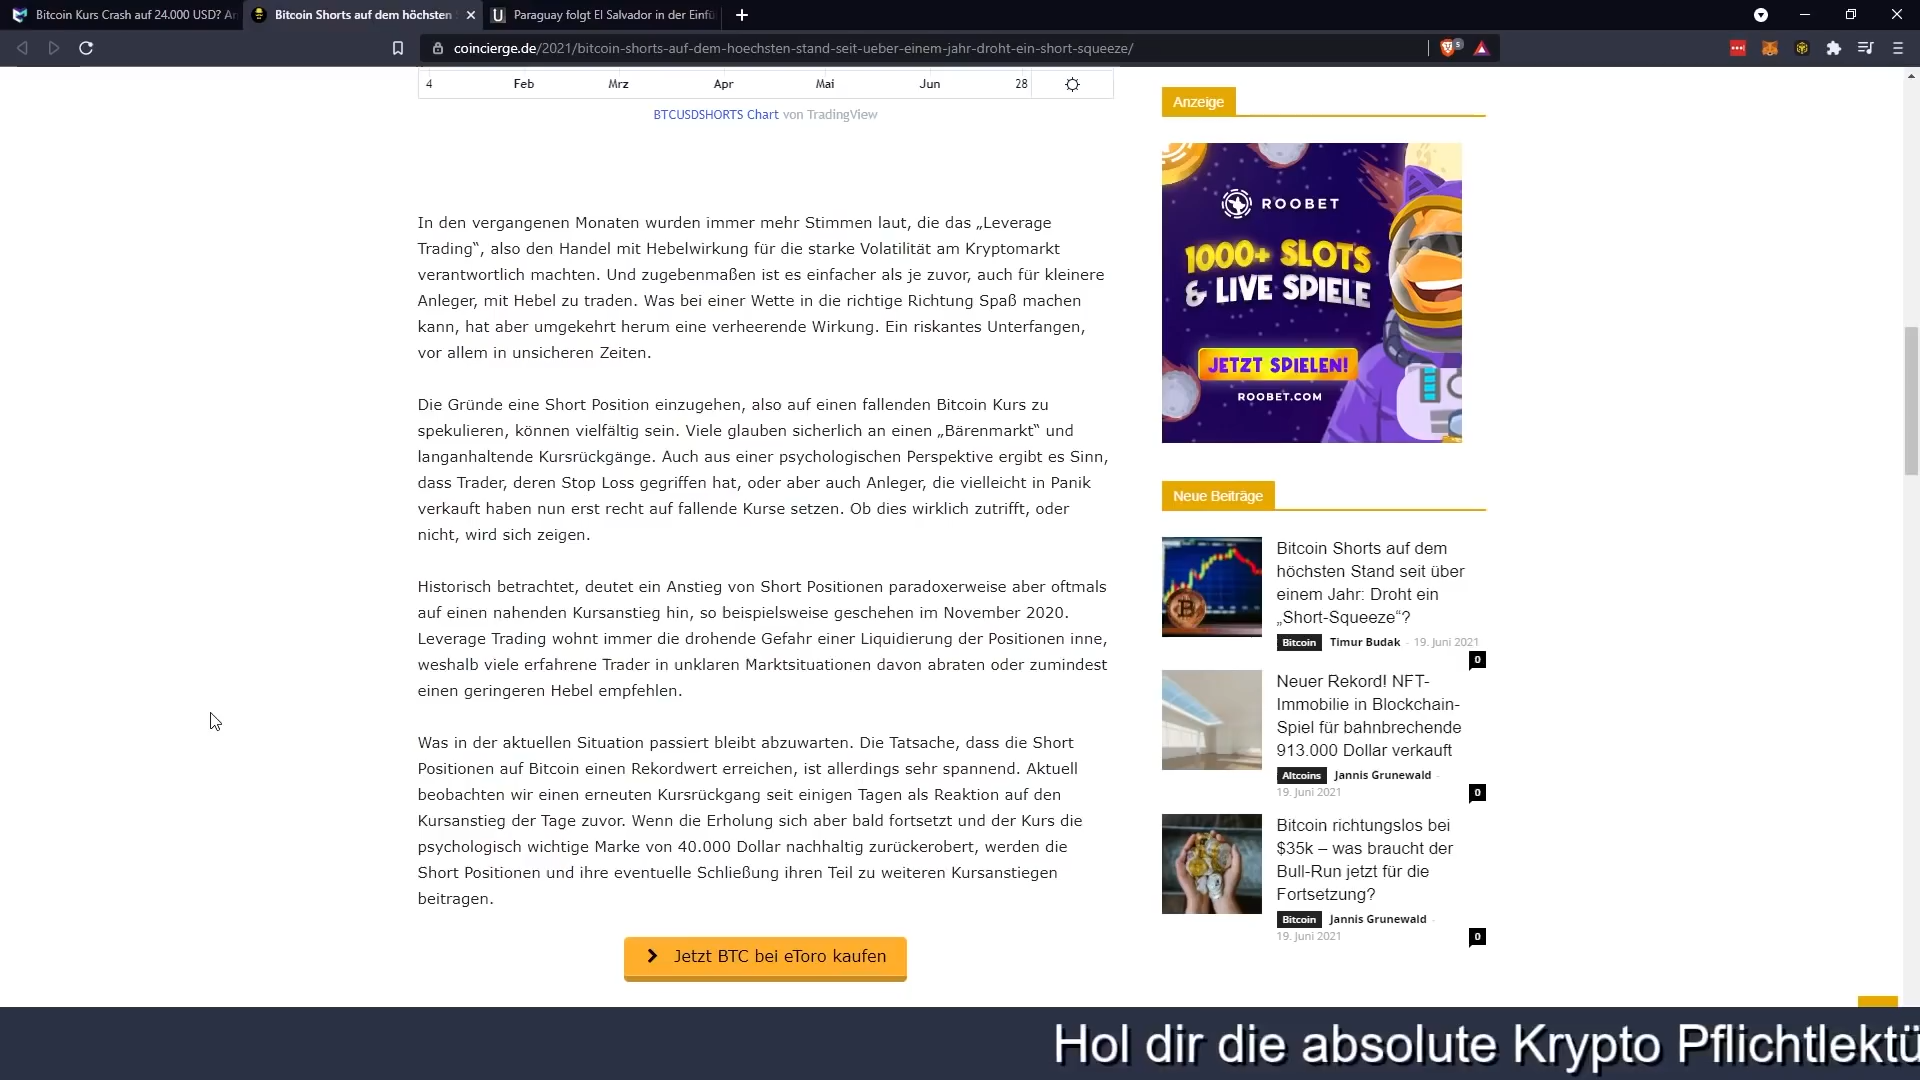 Bitcoin Kurs Crash auf 24.000 USD? An
Bitcoin Shorts auf dem höchsten
Paraguay folgt El Salvador in der Einfü
coincierge.de/2021/bitcoin-shorts-auf-dem-hoechsten-stand-seit-ueber-einem-jahr-droht-ein-short-squeeze/
4 Feb Mrz Apr Mai Jun 28
BTCUSDSHORTS Chart von TradingView
In den vergangenen Monaten wurden immer mehr Stimmen laut, die das „Leverage
Trading“, also den Handel mit Hebelwirkung für die starke Volatilität am Kryptomarkt
verantwortlich machten. Und zugebenmaßen ist es einfacher als je zuvor, auch für kleinere
Anleger, mit Hebel zu traden. Was bei einer Wette in die richtige Richtung Spaß machen
kann, hat aber umgekehrt herum eine verheerende Wirkung. Ein riskantes Unterfangen,
vor allem in unsicheren Zeiten.
Die Gründe eine Short Position einzugehen, also auf einen fallenden Bitcoin Kurs zu
spekulieren, können vielfältig sein. Viele glauben sicherlich an einen „Bärenmarkt“ und
langanhaltende Kursrückgänge. Auch aus einer psychologischen Perspektive ergibt es Sinn,
dass Trader, deren Stop Loss gegriffen hat, oder aber auch Anleger, die vielleicht in Panik
verkauft haben nun erst recht auf fallende Kurse setzen. Ob dies wirklich zutrifft, oder
nicht, wird sich zeigen.
Historisch betrachtet, deutet ein Anstieg von Short Positionen paradoxerweise aber oftmals
auf einen nahenden Kursanstieg hin, so beispielsweise geschehen im November 2020.
Leverage Trading wohnt immer die drohende Gefahr einer Liquidierung der Positionen inne,
weshalb viele erfahrene Trader in unklaren Marktsituationen davon abraten oder zumindest
einen geringeren Hebel empfehlen.
Was in der aktuellen Situation passiert bleibt abzuwarten. Die Tatsache, dass die Short
Positionen auf Bitcoin einen Rekordwert erreichen, ist allerdings sehr spannend. Aktuell
beobachten wir einen erneuten Kursrückgang seit einigen Tagen als Reaktion auf den
Kursanstieg der Tage zuvor. Wenn die Erholung sich aber bald fortsetzt und der Kurs die
psychologisch wichtige Marke von 40.000 Dollar nachhaltig zurückerobert, werden die
Short Positionen und ihre eventuelle Schließung ihren Teil zu weiteren Kursanstiegen
beitragen.
Jetzt BTC bei eToro kaufen
Anzeige
ROOBET
1000+ SLOTS
& LIVE SPIELE
JETZT SPIELEN!
ROOBET.COM
Neue Beiträge
Bitcoin Shorts auf dem
höchsten Stand seit über
einem Jahr: Droht ein
„Short-Squeeze“?
Bitcoin Timur Budak - 19. Juni 2021
0
Neuer Rekord! NFT-
Immobilie in Blockchain-
Spiel für bahnbrechende
913.000 Dollar verkauft
Altcoins Jannis Grunewald -
19. Juni 2021
0
Bitcoin richtungslos bei
$35k – was braucht der
Bull-Run jetzt für die
Fortsetzung?
Bitcoin Jannis Grunewald -
19. Juni 2021
0
Hol dir die absolute Krypto Pflichtlektü